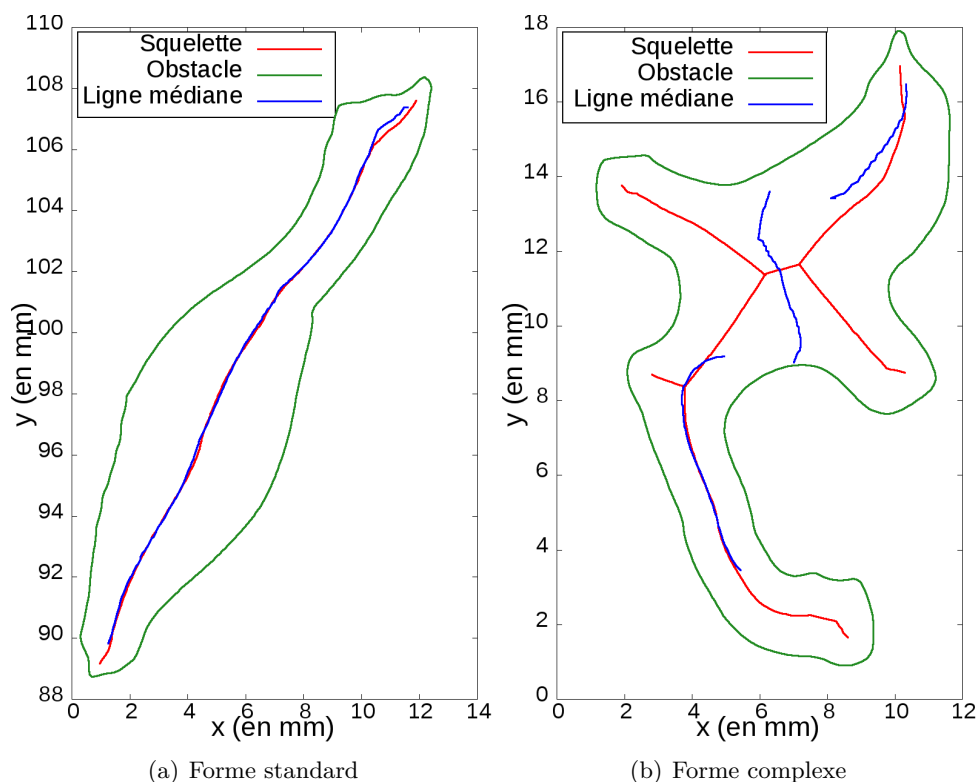 110
108
106
104
102
100
98
96
94
92
90
88
y (en mm)
Squelette
Obstacle
Ligne médiane
0 2 4 6 8 10 12 14
x (en mm)
(a) Forme standard
18
16
14
12
10
8
6
4
2
0
y (en mm)
Squelette
Obstacle
Ligne médiane
0 2 4 6 8 10 12
x (en mm)
(b) Forme complexe